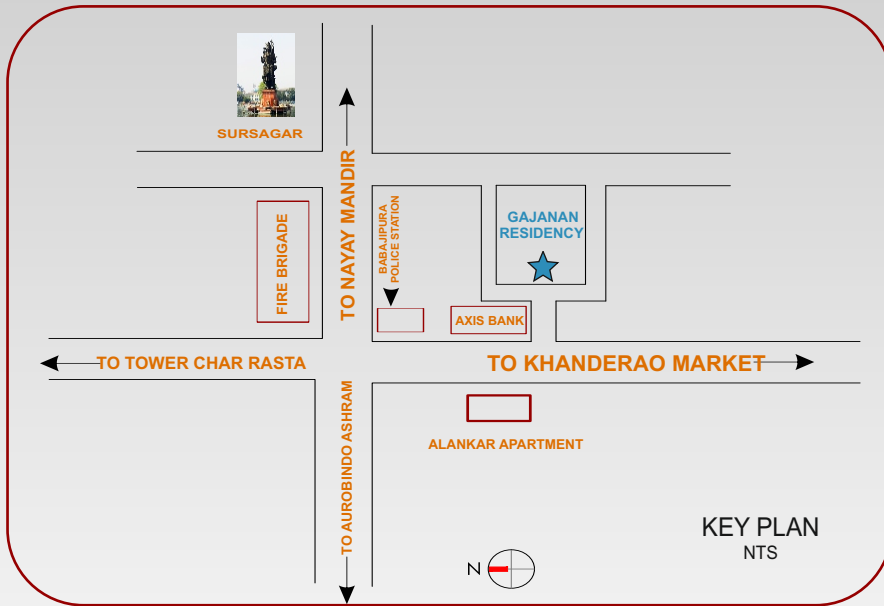 SURSAGAR
TO NAYAY MANDIR
FIRE BRIGADE
BABAJIPURA
POLICE STATION
GAJANAN
RESIDENCY
AXIS BANK
TO TOWER CHAR RASTA
TO KHANDERAO MARKET
TO AUROBINDO ASHRAM
ALANKAR APARTMENT
KEY PLAN
NTS
N